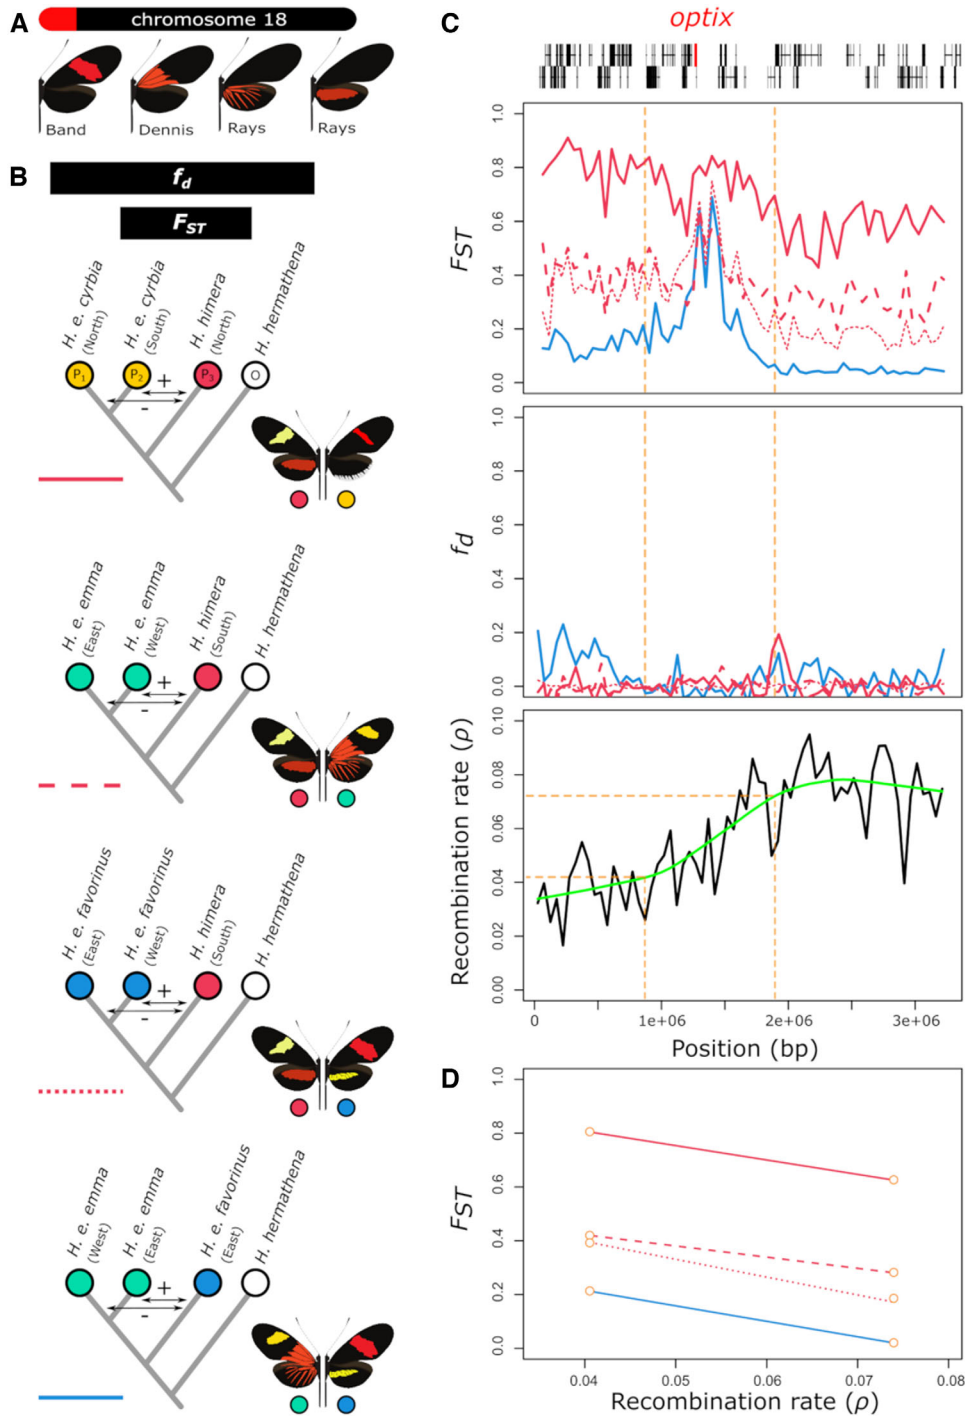 A
chromosome 18
Band
Dennis
Rays
Rays
B
fd
FST
H. e. cyrbia
(North)
H. e. cyrbia
(South)
H. himera
(North)
H. hermathena
P1
P2
P3
O
+
-
H. e. emma
(East)
H. e. emma
(West)
H. himera
(South)
H. hermathena
+
-
H. e. favorinus
(East)
H. e. favorinus
(West)
H. himera
(South)
H. hermathena
+
-
H. e. emma
(West)
H. e. emma
(East)
H. e. favorinus
(East)
H. hermathena
+
-
C
optix
FST
1.0
0.8
0.6
0.4
0.2
0.0
fd
1.0
0.8
0.6
0.4
0.2
0.0
Recombination rate (ρ)
0.10
0.08
0.06
0.04
0.02
0.00
0
1e+06
2e+06
3e+06
Position (bp)
D
FST
1.0
0.8
0.6
0.4
0.2
0.0
0.04
0.05
0.06
0.07
0.08
Recombination rate (ρ)